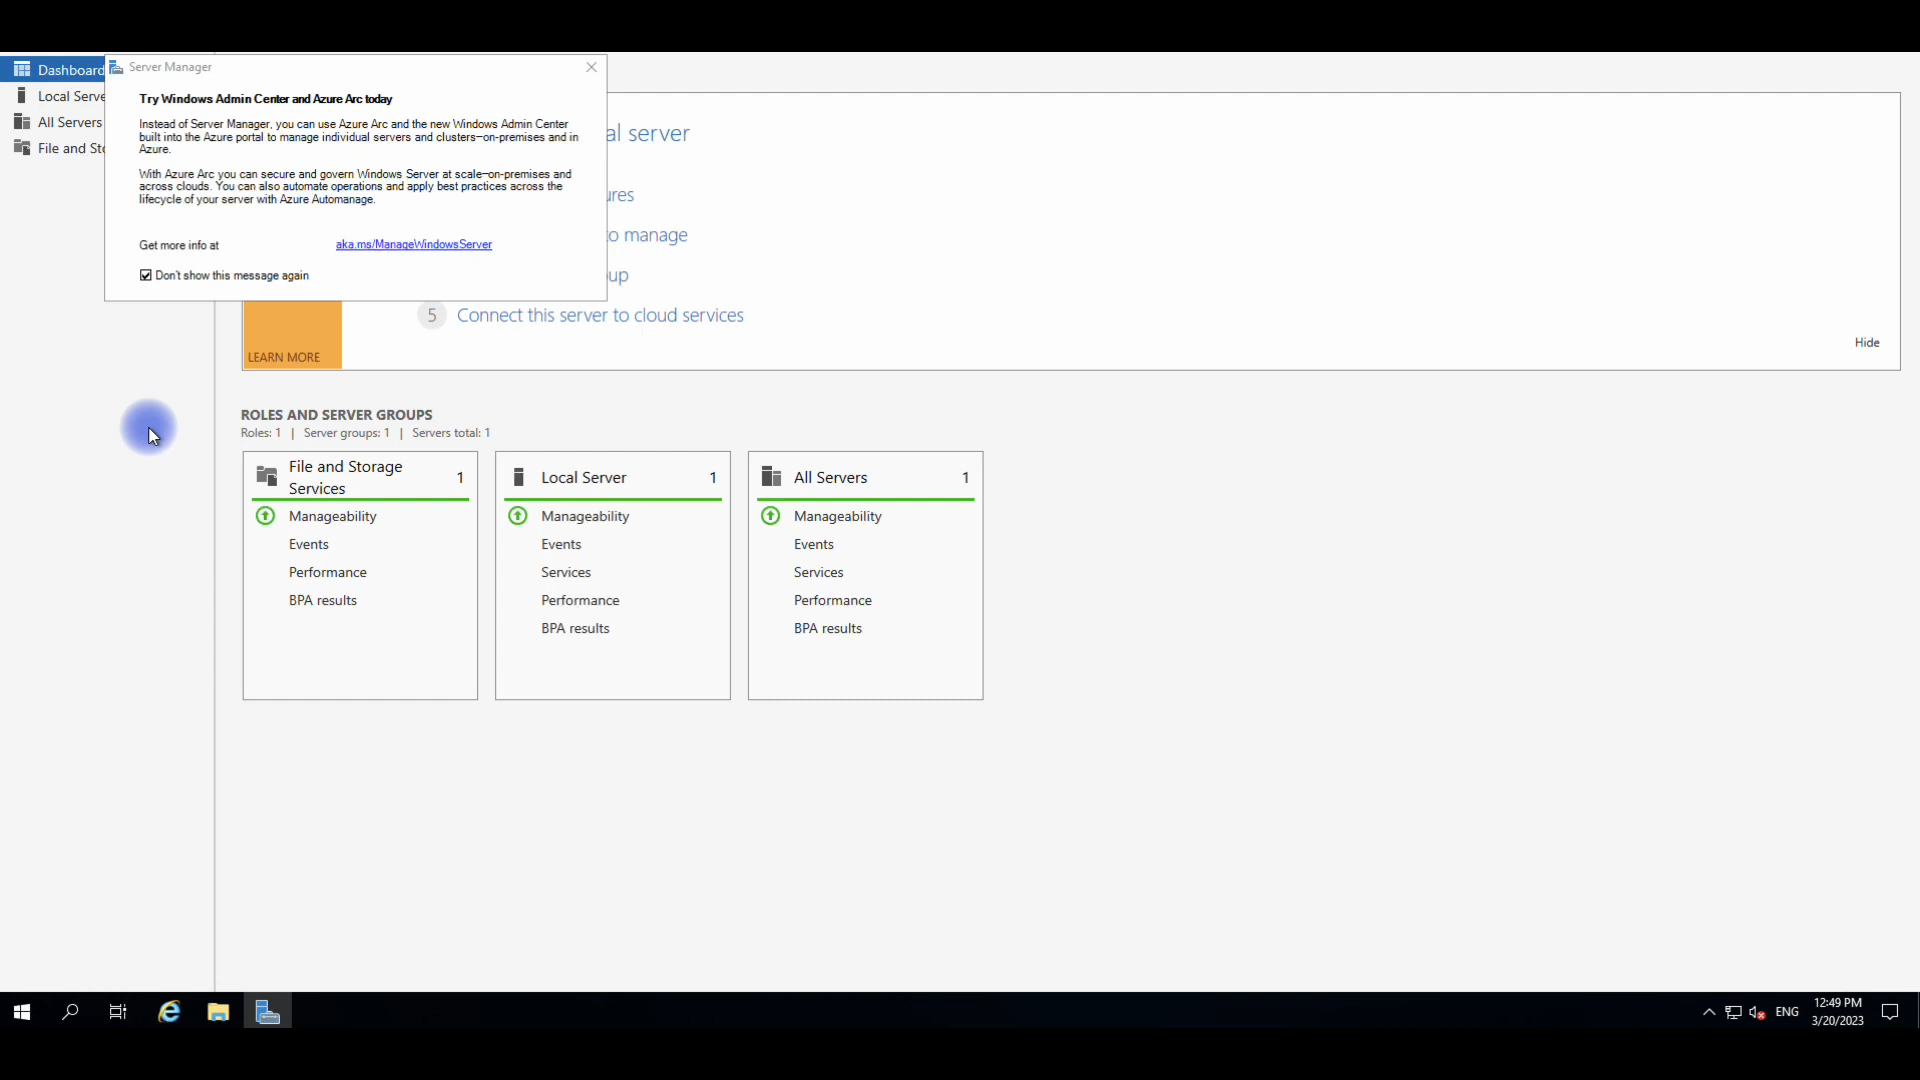 Dashboard
Local Serve
All Servers
File and Sto
Server Manager
Try Windows Admin Center and Azure Arc today
Instead of Server Manager, you can use Azure Arc and the new Windows Admin Center
built into the Azure portal to manage individual servers and clusters—on-premises and in
Azure.
With Azure Arc you can secure and govern Windows Server at scale—on-premises and
across clouds. You can also automate operations and apply best practices across the
lifecycle of your server with Azure Automanage.
Get more info at aka.ms/ManageWindowsServer
Don't show this message again
al server
ures
to manage
up
5 Connect this server to cloud services
LEARN MORE
Hide
ROLES AND SERVER GROUPS
Roles: 1 | Server groups: 1 | Servers total: 1
File and Storage
Services 1
Manageability
Events
Performance
BPA results
Local Server 1
Manageability
Events
Services
Performance
BPA results
All Servers 1
Manageability
Events
Services
Performance
BPA results
ENG
12:49 PM
3/20/2023